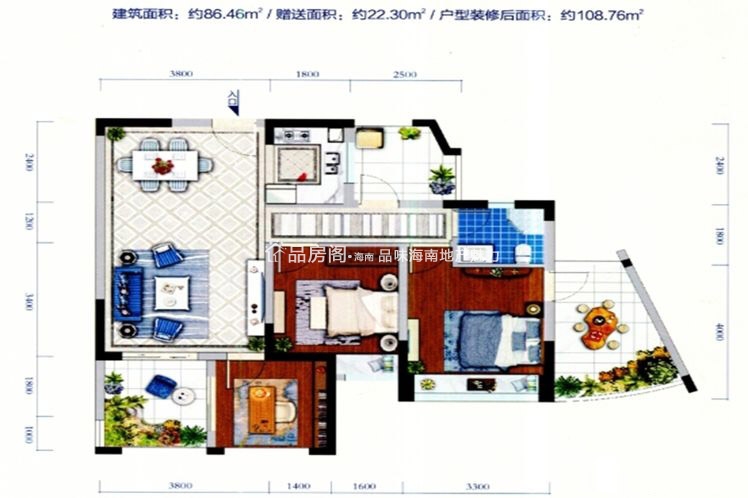 建筑面积：约86.46m² / 赠送面积：约22.30m² / 户型装修后面积：约108.76m²
3800 1800 2500
入口
2400 1200 3400 1800 1000
2400 1800 4000
品房阁·海南 品味海南地产魅力
3800 1400 1600 3300